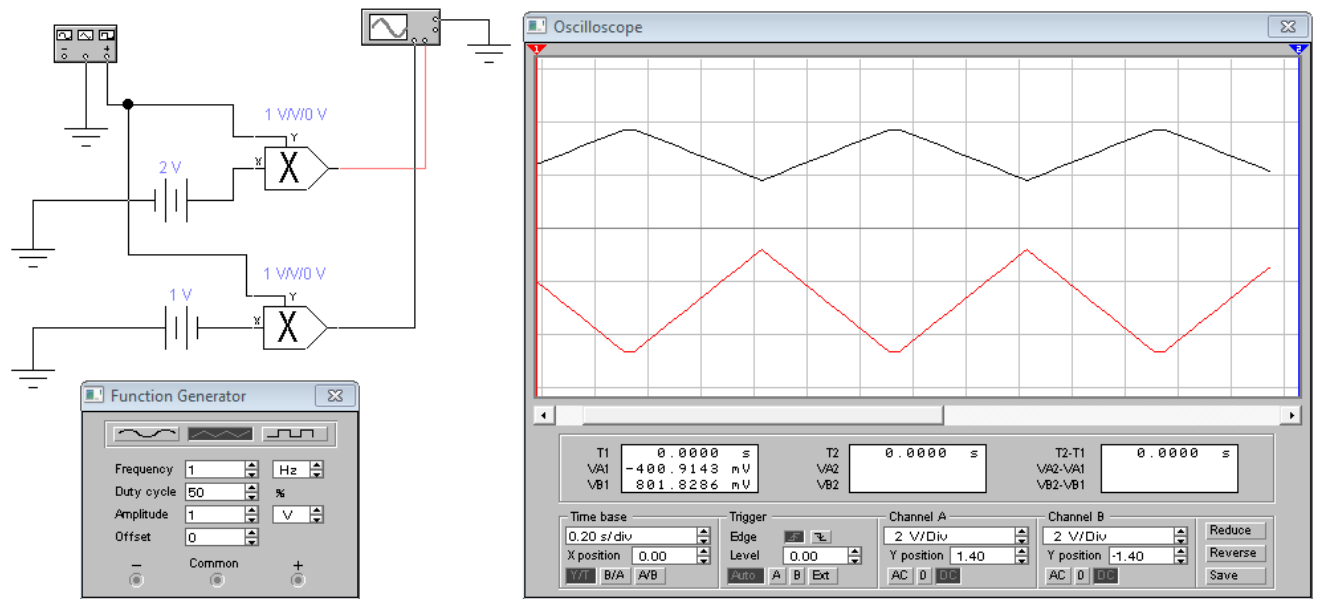 - +
1 V/V/0 V
Y
X
X
2 V
1 V/V/0 V
Y
X
X
1 V
Function Generator
Frequency 1 Hz
Duty cycle 50 %
Amplitude 1 V
Offset 0
- Common +
Oscilloscope
1 2
T1 0.0000 s
VA1 -400.9143 mV
VB1 801.8286 mV
T2 0.0000 s
VA2
VB2
T2-T1 0.0000 s
VA2-VA1
VB2-VB1
Time base
0.20 s/div
X position 0.00
Y/T B/A A/B
Trigger
Edge
Level 0.00
Auto A B Ext
Channel A
2 V/Div
Y position 1.40
AC 0 DC
Channel B
2 V/Div
Y position -1.40
AC 0 DC
Reduce
Reverse
Save